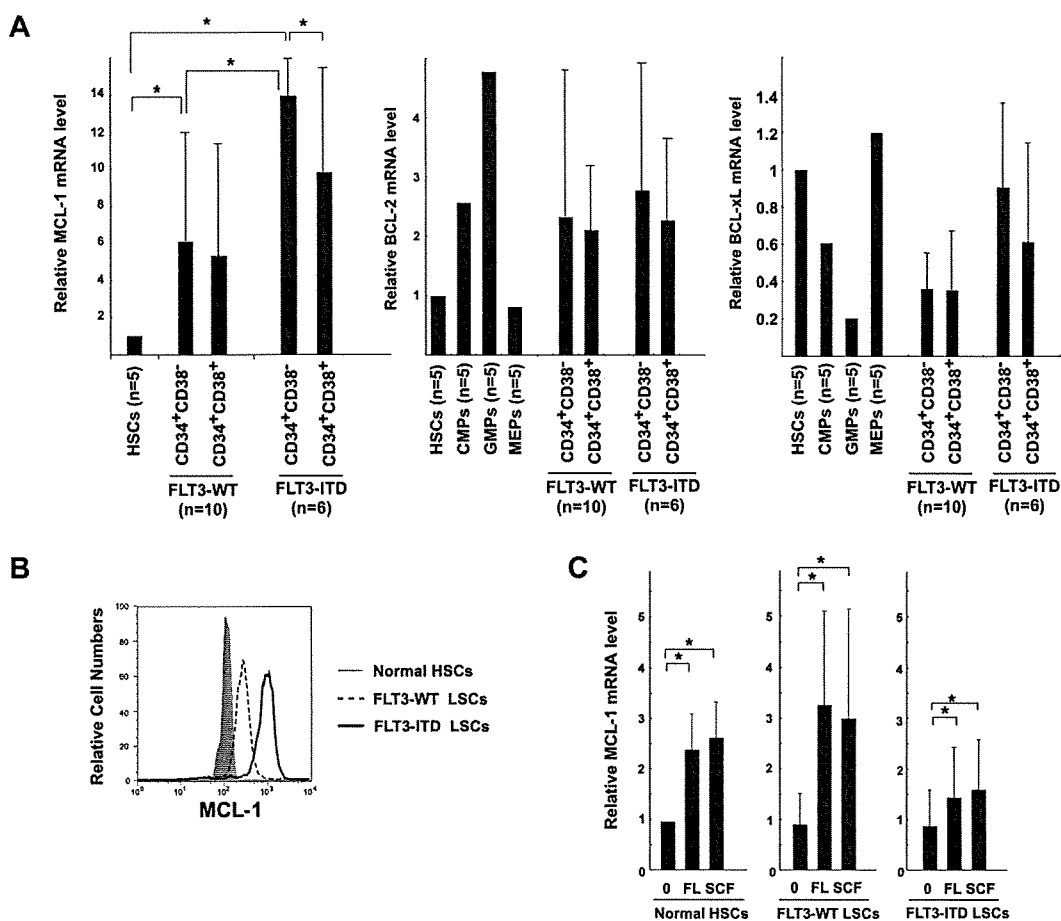 A
Relative MCL-1 mRNA level
14
12
10
8
6
4
2
*
*
*
*
HSCs (n=5)
CD34+CD38-
CD34+CD38+
CD34+CD38-
CD34+CD38+
FLT3-WT
(n=10)
FLT3-ITD
(n=6)
Relative BCL-2 mRNA level
4
3
2
1
HSCs (n=5)
CMPs (n=5)
GMPs (n=5)
MEPs (n=5)
CD34+CD38-
CD34+CD38+
CD34+CD38-
CD34+CD38+
FLT3-WT
(n=10)
FLT3-ITD
(n=6)
Relative BCL-xL mRNA level
1.4
1.2
1
0.8
0.6
0.4
0.2
HSCs (n=5)
CMPs (n=5)
GMPs (n=5)
MEPs (n=5)
CD34+CD38-
CD34+CD38+
CD34+CD38-
CD34+CD38+
FLT3-WT
(n=10)
FLT3-ITD
(n=6)
B
Relative Cell Numbers
100
80
60
40
20
0
10⁰ 10¹ 10² 10³ 10⁴
MCL-1
Normal HSCs
FLT3-WT LSCs
FLT3-ITD LSCs
C
Relative MCL-1 mRNA level
5
4
3
2
1
0
*
*
0 FL SCF
Normal HSCs
5
4
3
2
1
0
*
*
0 FL SCF
FLT3-WT LSCs
5
4
3
2
1
0
*
*
0 FL SCF
FLT3-ITD LSCs